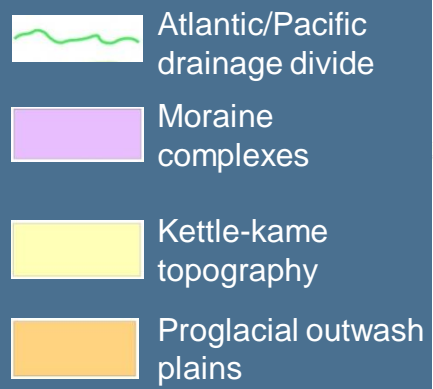 Atlantic/Pacific
drainage divide
Moraine
complexes
Kettle-kame
topography
Proglacial outwash
plains